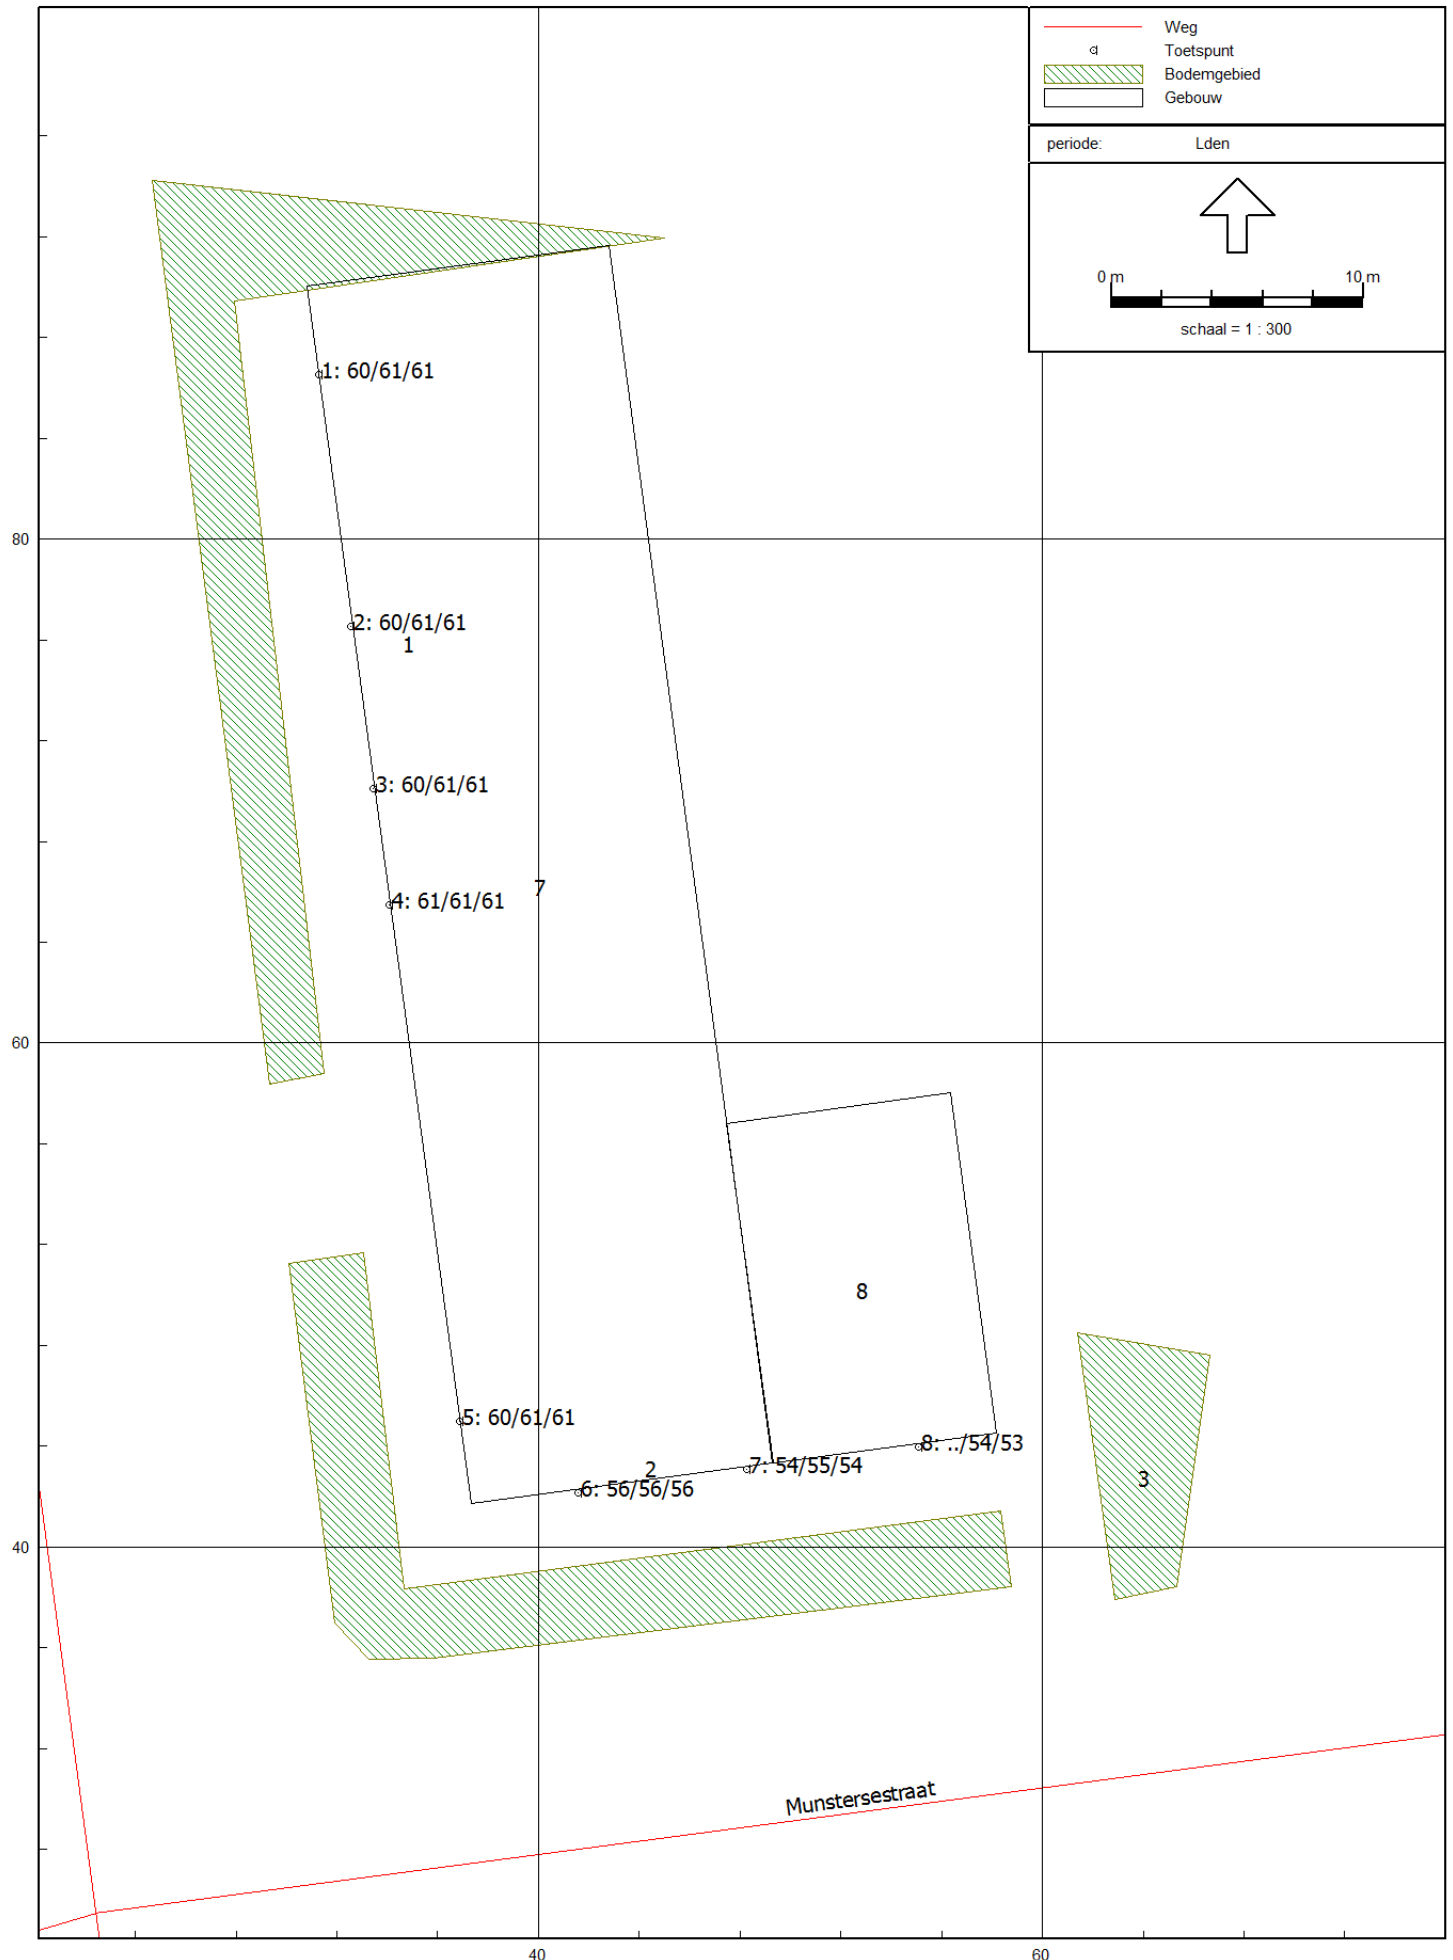 Weg
Toetspunt
Bodemgebied
Gebouw
periode: Lden
0 m 10 m
schaal = 1 : 300
1: 60/61/61
80
2: 60/61/61
1
3: 60/61/61
7
4: 61/61/61
60
8
5: 60/61/61
8: ../54/53
2
7: 54/55/54
3
6: 56/56/56
40
Munstersestraat
40 60